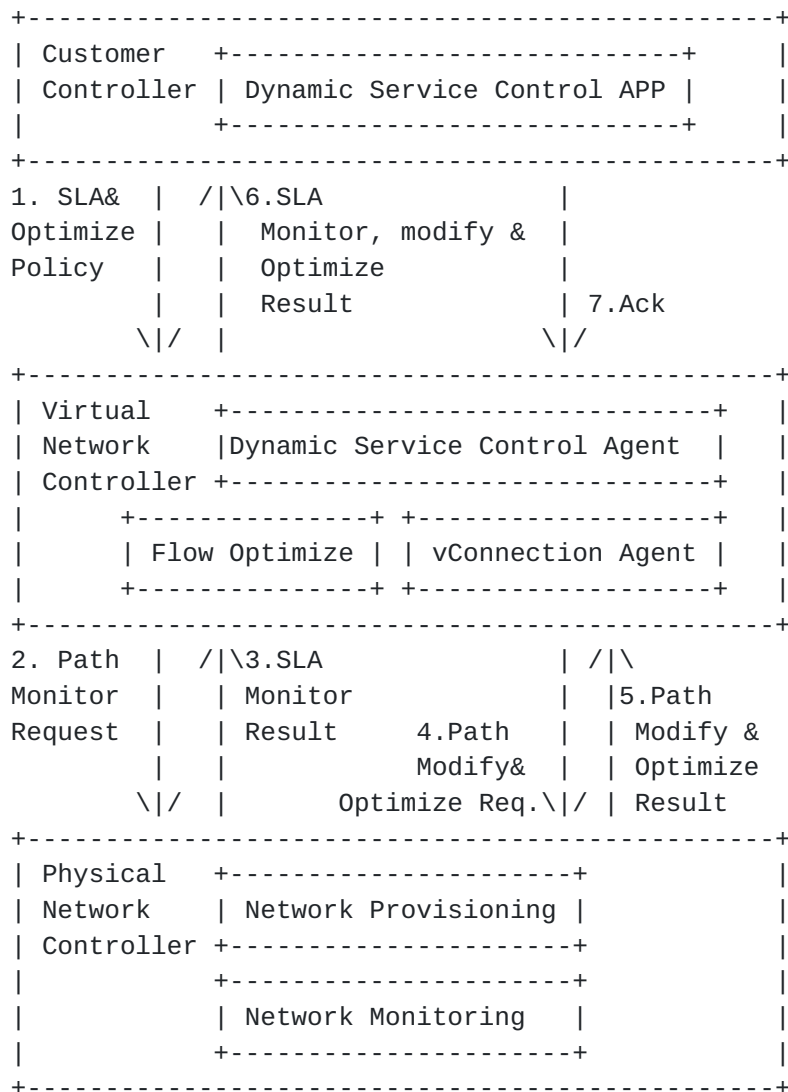 +------------------------------------------------+
| Customer   +-----------------------------+     |
| Controller | Dynamic Service Control APP |     |
|            +-----------------------------+     |
+------------------------------------------------+
1. SLA&  |  /|\6.SLA               |
Optimize |   |  Monitor, modify &  |
Policy   |   |  Optimize           |
         |   |  Result             | 7.Ack
        \|/  |                    \|/
+------------------------------------------------+
| Virtual    +-------------------------------+   |
| Network    |Dynamic Service Control Agent  |   |
| Controller +-------------------------------+   |
|      +---------------+ +-------------------+   |
|      | Flow Optimize | | vConnection Agent |   |
|      +---------------+ +-------------------+   |
+------------------------------------------------+
2. Path  |  /|\3.SLA               | /|\
Monitor  |   | Monitor             |  |5.Path
Request  |   | Result     4.Path   |  | Modify &
         |   |            Modify&  |  | Optimize
        \|/  |       Optimize Req.\|/ | Result
+------------------------------------------------+
| Physical   +----------------------+            |
| Network    | Network Provisioning |            |
| Controller +----------------------+            |
|            +----------------------+            |
|            | Network Monitoring   |            |
|            +----------------------+            |
+------------------------------------------------+